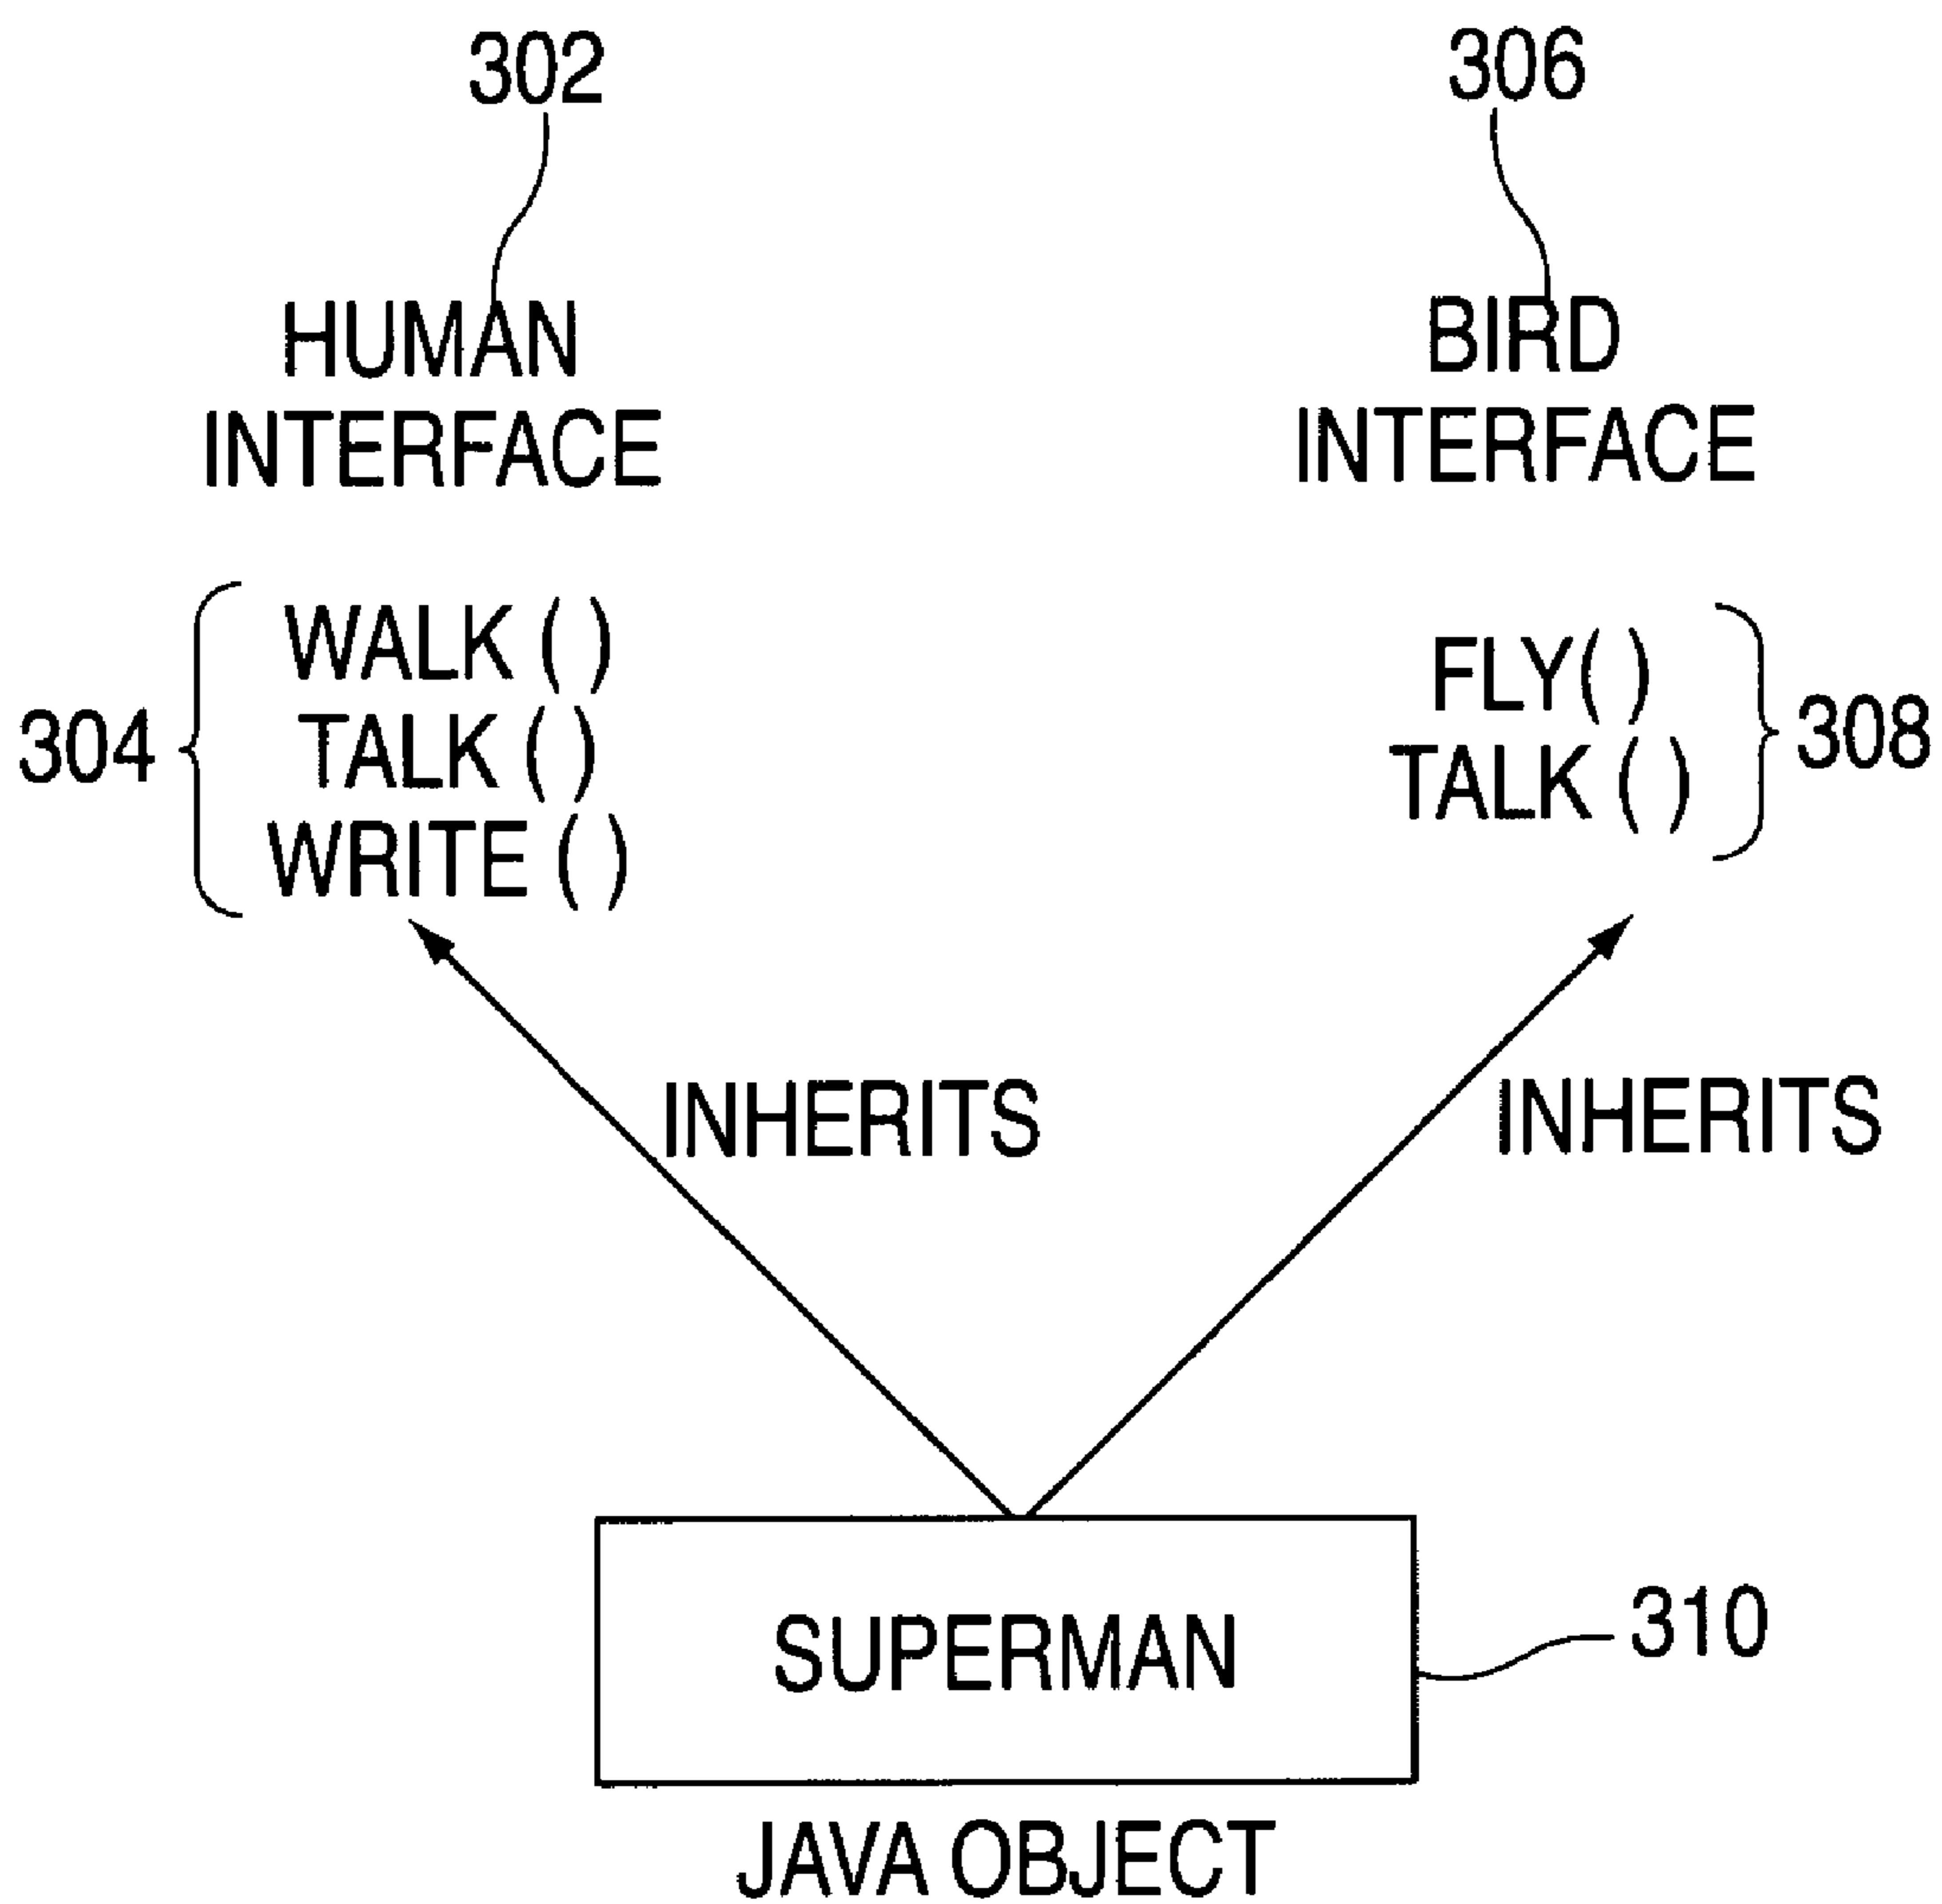 302
306
HUMAN
INTERFACE
BIRD
INTERFACE
304
WALK ( )
TALK ( )
WRITE ( )
FLY( )
TALK ( )
308
INHERITS
INHERITS
SUPERMAN
310
JAVA OBJECT